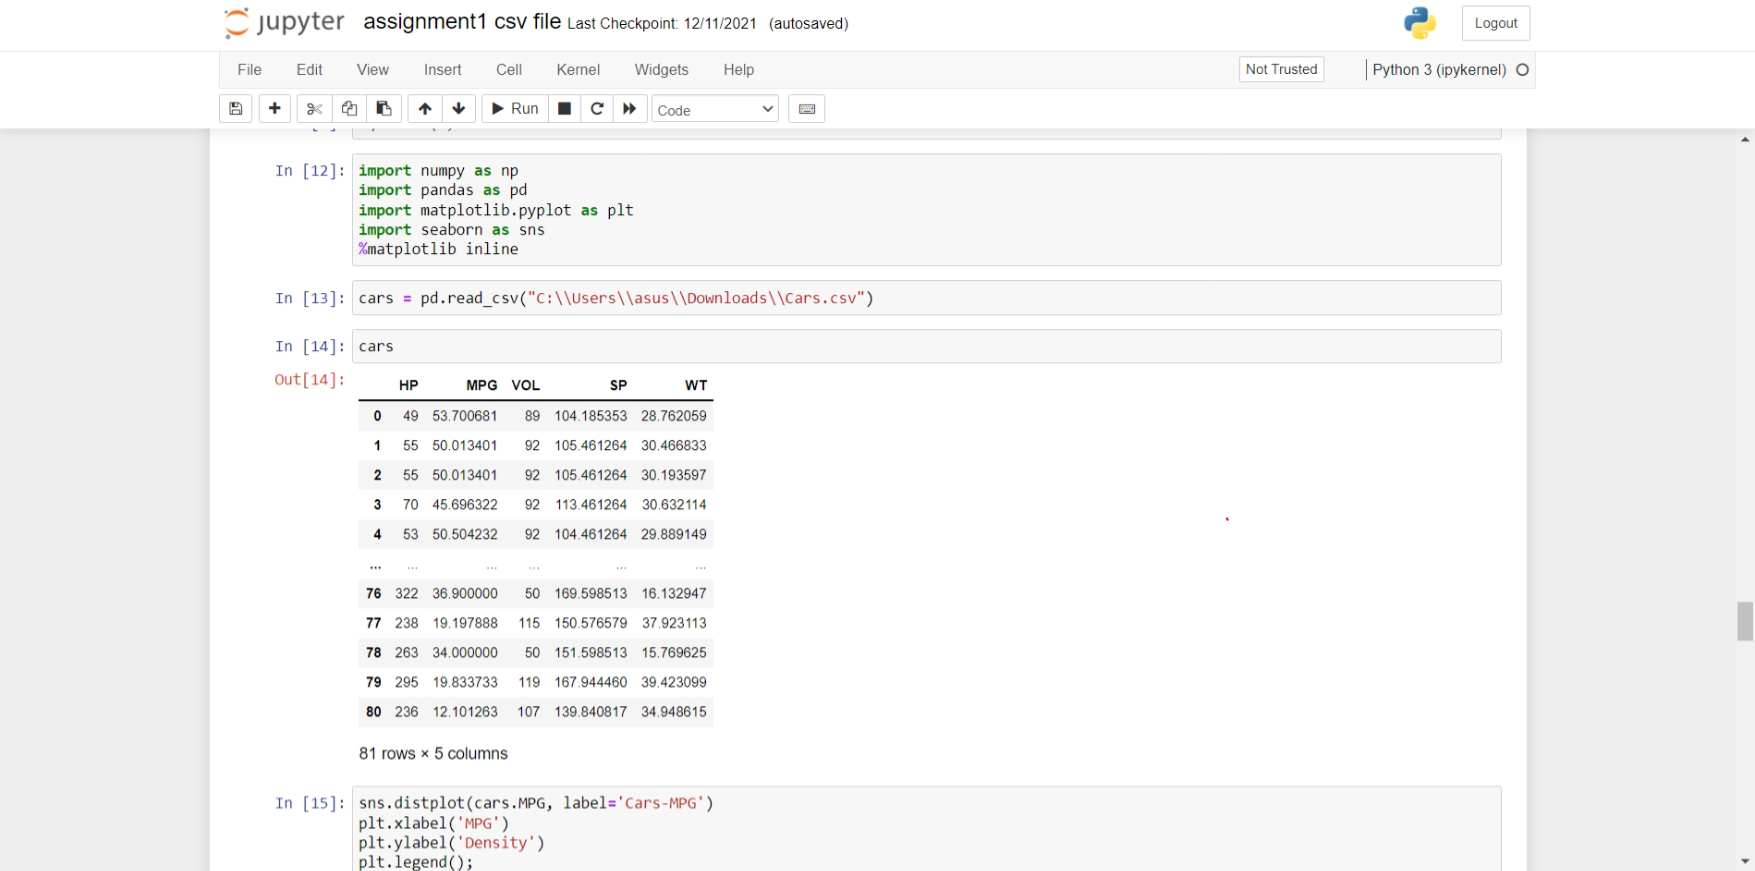 jupyter assignment1 csv file Last Checkpoint: 12/11/2021 (autosaved)
Logout
File Edit View Insert Cell Kernel Widgets Help
Not Trusted
Python 3 (ipykernel)
Run
Code
In [12]:
import numpy as np
import pandas as pd
import matplotlib.pyplot as plt
import seaborn as sns
%matplotlib inline
In [13]: cars = pd.read_csv("C:\\Users\\asus\\Downloads\\Cars.csv")
In [14]: cars
Out[14]:
HP MPG VOL SP WT
0 49 53.700681 89 104.185353 28.762059
1 55 50.013401 92 105.461264 30.466833
2 55 50.013401 92 105.461264 30.193597
3 70 45.696322 92 113.461264 30.632114
4 53 50.504232 92 104.461264 29.889149
... ... ... ... ... ...
76 322 36.900000 50 169.598513 16.132947
77 238 19.197888 115 150.576579 37.923113
78 263 34.000000 50 151.598513 15.769625
79 295 19.833733 119 167.944460 39.423099
80 236 12.101263 107 139.840817 34.948615
81 rows × 5 columns
In [15]:
sns.distplot(cars.MPG, label='Cars-MPG')
plt.xlabel('MPG')
plt.ylabel('Density')
plt.legend();